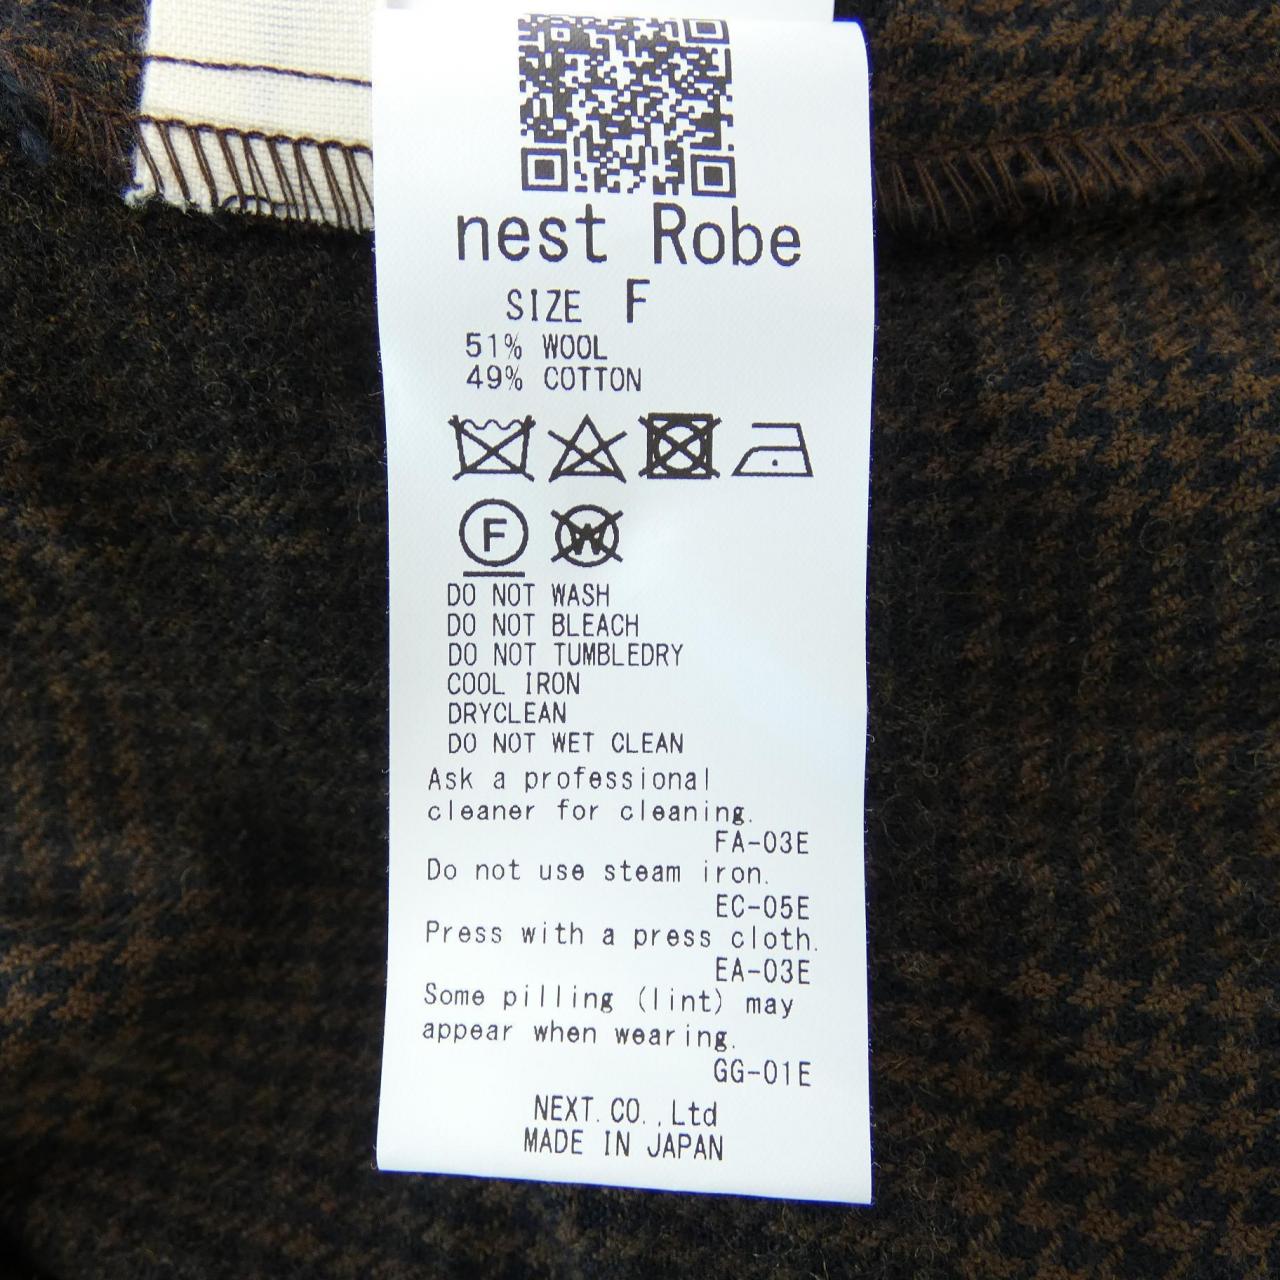 nest Robe
SIZE F
51% WOOL
49% COTTON
F
W
DO NOT WASH
DO NOT BLEACH
DO NOT TUMBLEDRY
COOL IRON
DRYCLEAN
DO NOT WET CLEAN
Ask a professional
cleaner for cleaning.
FA-03E
Do not use steam iron.
EC-05E
Press with a press cloth.
EA-03E
Some pilling (lint) may
appear when wearing.
GG-01E
NEXT.CO.,Ltd
MADE IN JAPAN